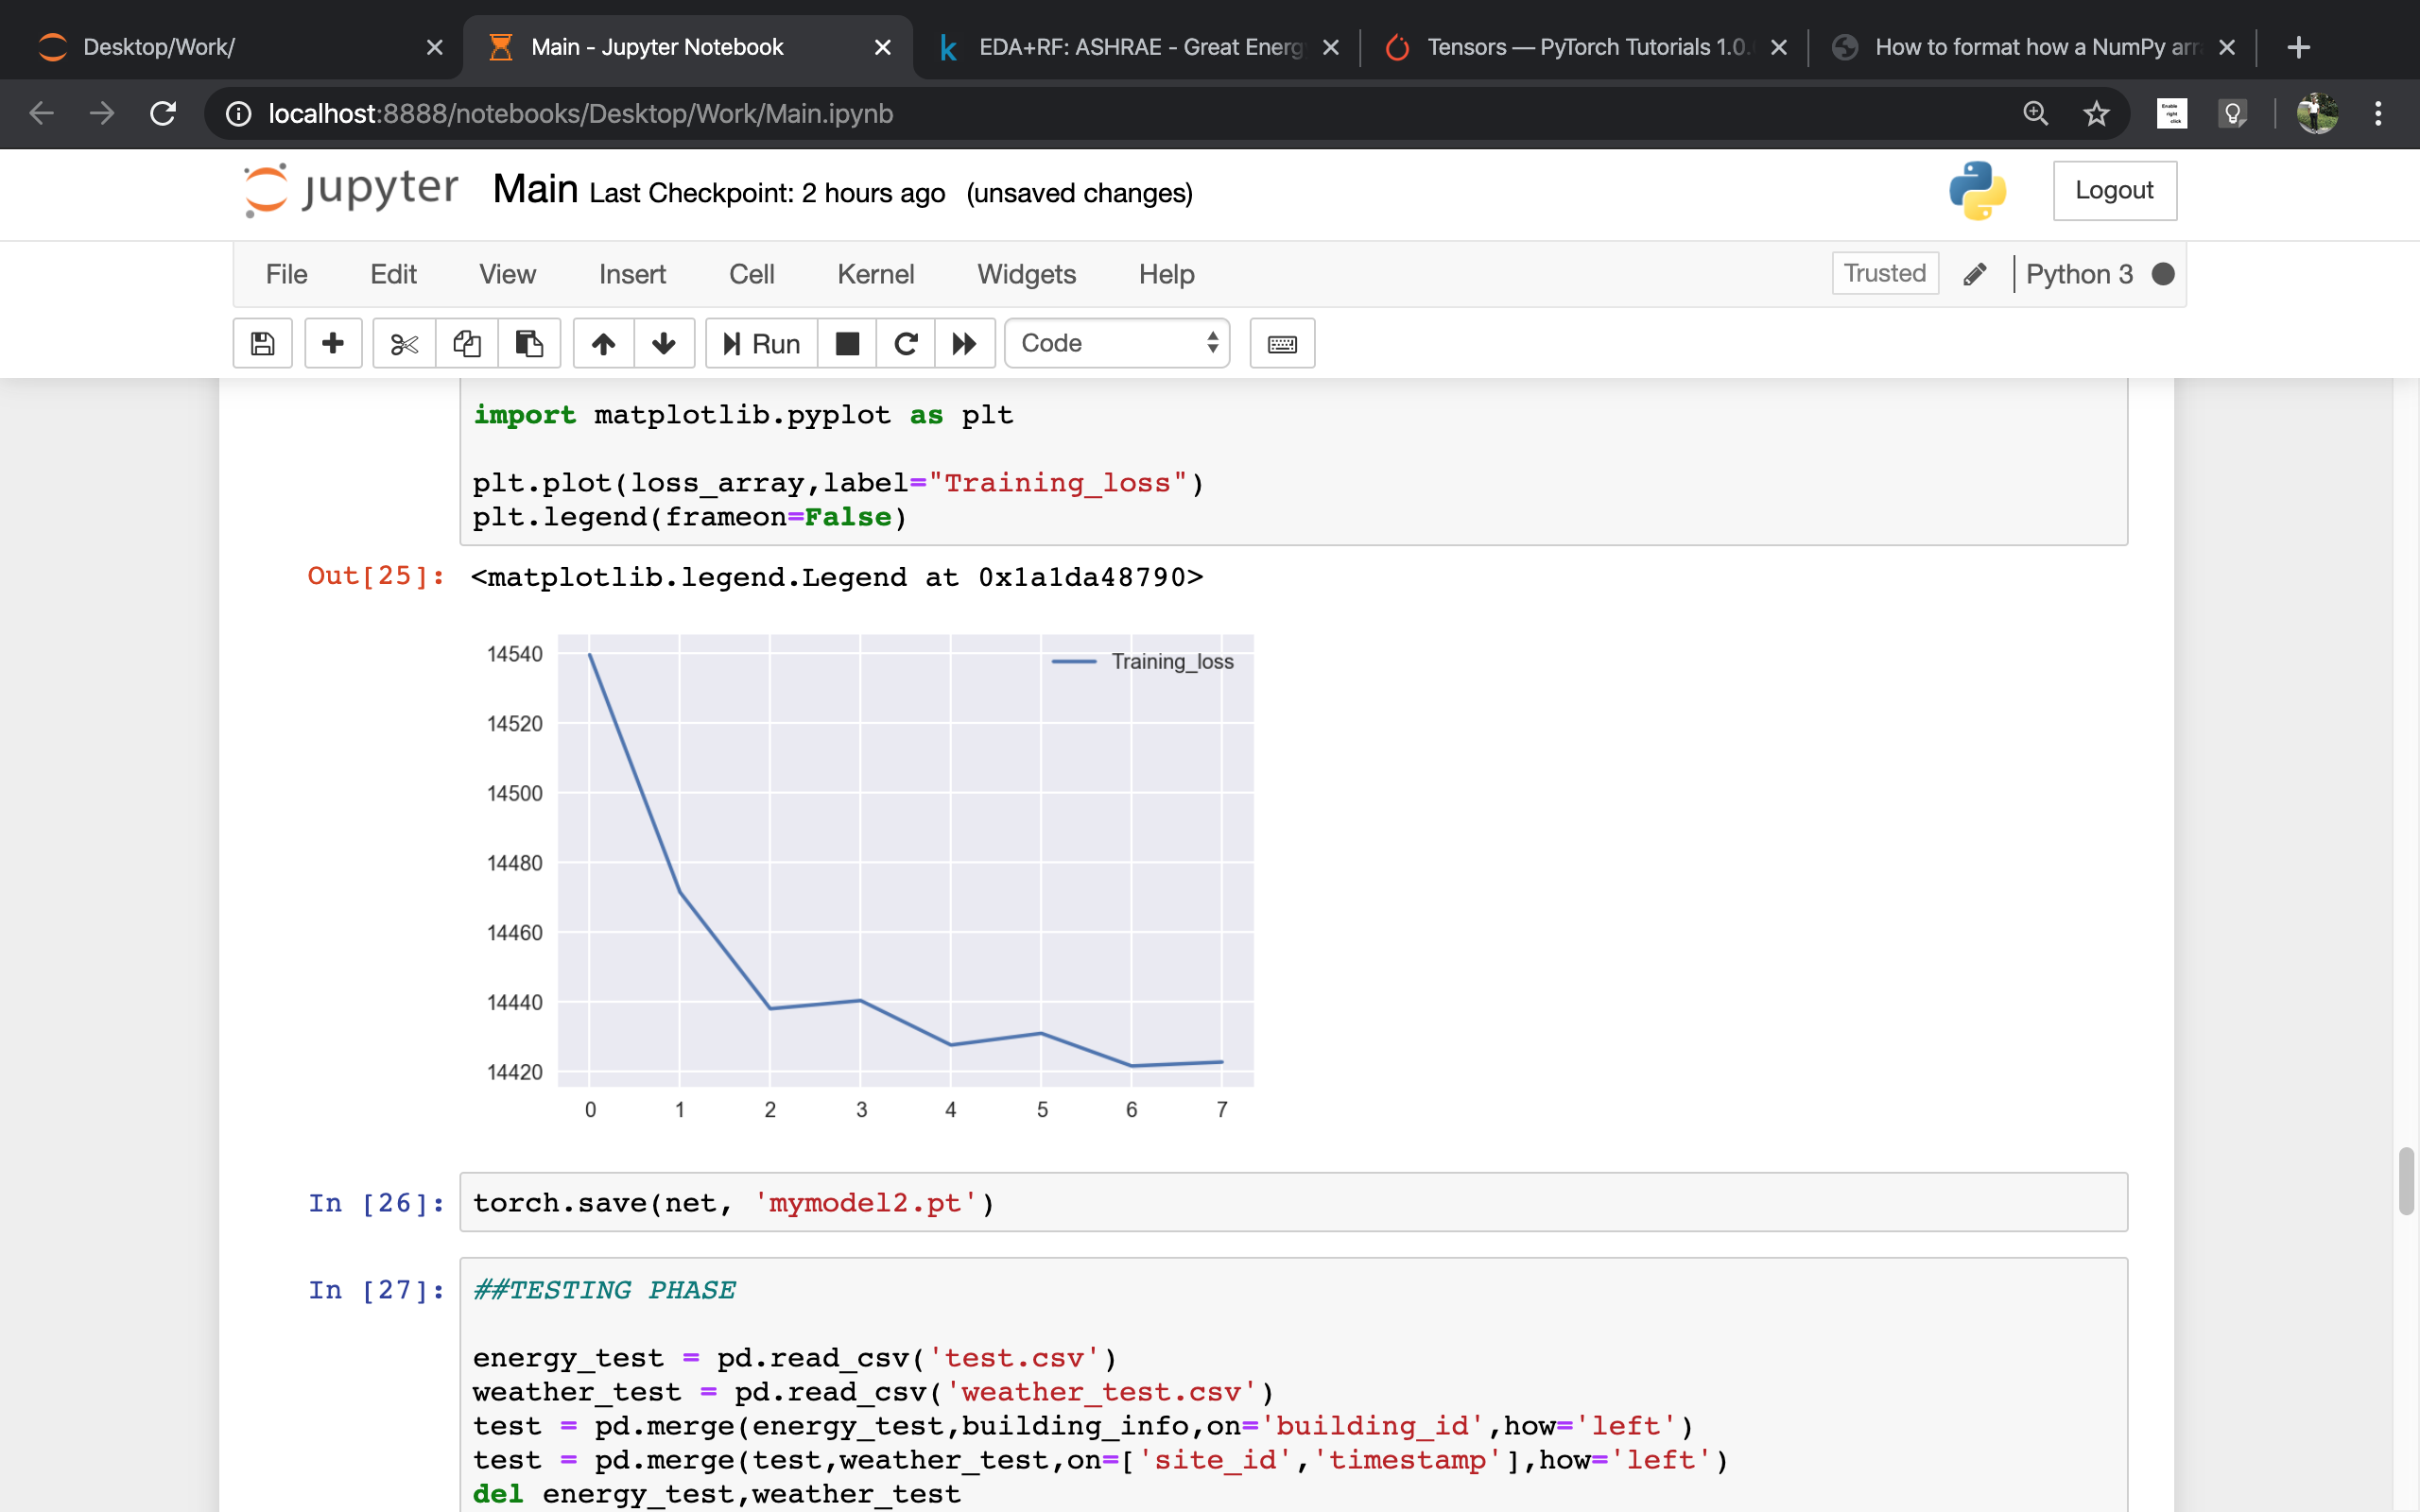 Desktop/Work/
Main - Jupyter Notebook
EDA+RF: ASHRAE - Great Energ
Tensors — PyTorch Tutorials 1.0.
How to format how a NumPy arr
localhost:8888/notebooks/Desktop/Work/Main.ipynb
Enable right click
jupyter Main Last Checkpoint: 2 hours ago (unsaved changes)
Logout
File Edit View Insert Cell Kernel Widgets Help
Trusted Python 3
Run Code
import matplotlib.pyplot as plt
plt.plot(loss_array,label="Training_loss")
plt.legend(frameon=False)
Out[25]: <matplotlib.legend.Legend at 0x1a1da48790>
Training_loss
14540
14520
14500
14480
14460
14440
14420
0 1 2 3 4 5 6 7
In [26]: torch.save(net, 'mymodel2.pt')
In [27]: ##TESTING PHASE
energy_test = pd.read_csv('test.csv')
weather_test = pd.read_csv('weather_test.csv')
test = pd.merge(energy_test,building_info,on='building_id',how='left')
test = pd.merge(test,weather_test,on=['site_id','timestamp'],how='left')
del energy_test,weather_test